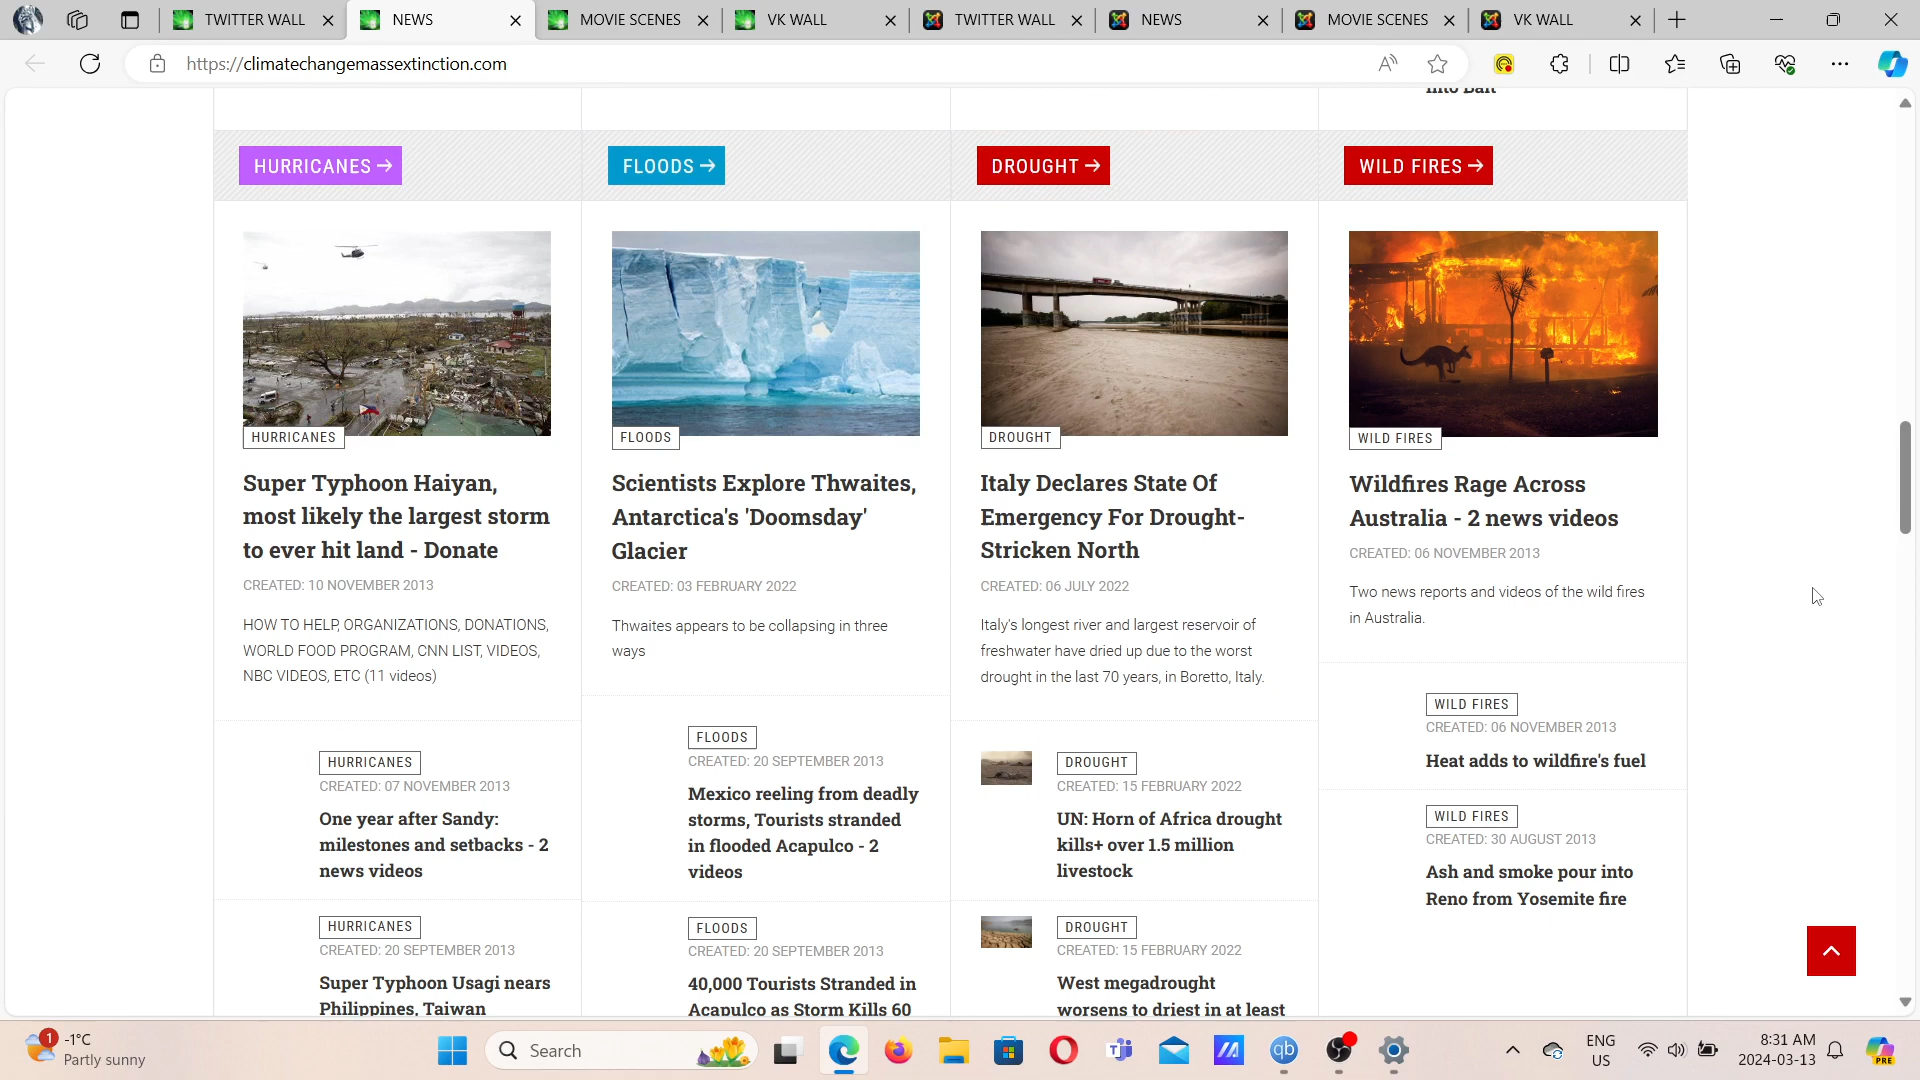 TWITTER WALL
NEWS
MOVIE SCENES
VK WALL
TWITTER WALL
NEWS
MOVIE SCENES
VK WALL
https://climatechangemassextinction.com
into Bait
HURRICANES →
FLOODS →
DROUGHT →
WILD FIRES →
HURRICANES
Super Typhoon Haiyan,
most likely the largest storm
to ever hit land - Donate
CREATED: 10 NOVEMBER 2013
HOW TO HELP, ORGANIZATIONS, DONATIONS,
WORLD FOOD PROGRAM, CNN LIST, VIDEOS,
NBC VIDEOS, ETC (11 videos)
HURRICANES
CREATED: 07 NOVEMBER 2013
One year after Sandy:
milestones and setbacks - 2
news videos
HURRICANES
CREATED: 20 SEPTEMBER 2013
Super Typhoon Usagi nears
Philippines, Taiwan
FLOODS
Scientists Explore Thwaites,
Antarctica's 'Doomsday'
Glacier
CREATED: 03 FEBRUARY 2022
Thwaites appears to be collapsing in three
ways
FLOODS
CREATED: 20 SEPTEMBER 2013
Mexico reeling from deadly
storms, Tourists stranded
in flooded Acapulco - 2
videos
FLOODS
CREATED: 20 SEPTEMBER 2013
40,000 Tourists Stranded in
Acapulco as Storm Kills 60
DROUGHT
Italy Declares State Of
Emergency For Drought-
Stricken North
CREATED: 06 JULY 2022
Italy's longest river and largest reservoir of
freshwater have dried up due to the worst
drought in the last 70 years, in Boretto, Italy.
DROUGHT
CREATED: 15 FEBRUARY 2022
UN: Horn of Africa drought
kills+ over 1.5 million
livestock
DROUGHT
CREATED: 15 FEBRUARY 2022
West megadrought
worsens to driest in at least
WILD FIRES
Wildfires Rage Across
Australia - 2 news videos
CREATED: 06 NOVEMBER 2013
Two news reports and videos of the wild fires
in Australia.
WILD FIRES
CREATED: 06 NOVEMBER 2013
Heat adds to wildfire's fuel
WILD FIRES
CREATED: 30 AUGUST 2013
Ash and smoke pour into
Reno from Yosemite fire
1
-1°C
Partly sunny
Search
ENG
US
8:31 AM
2024-03-13
PRE